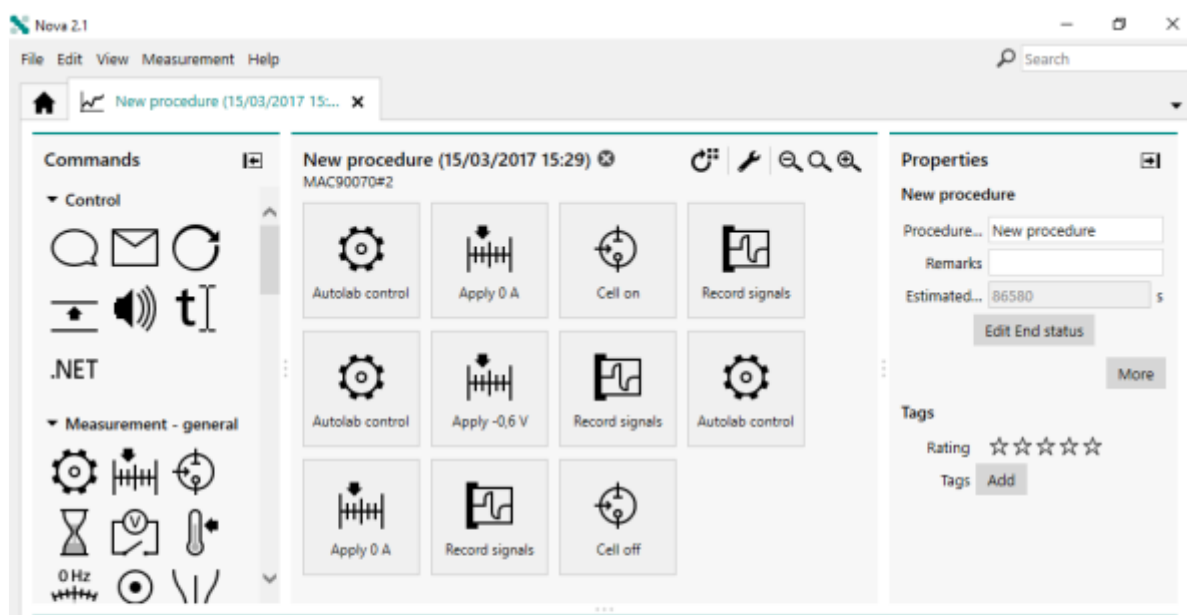 Nova 2.1
File Edit View Measurement Help
Search
New procedure (15/03/2017 15:...
Commands
Control
t
.NET
Measurement - general
V
0 Hz
New procedure (15/03/2017 15:29)
MAC90070#2
Autolab control Apply 0 A Cell on Record signals
Autolab control Apply -0,6 V Record signals Autolab control
Apply 0 A Record signals Cell off
Properties
New procedure
Procedure... New procedure
Remarks
Estimated... 86580 s
Edit End status
More
Tags
Rating
Tags Add